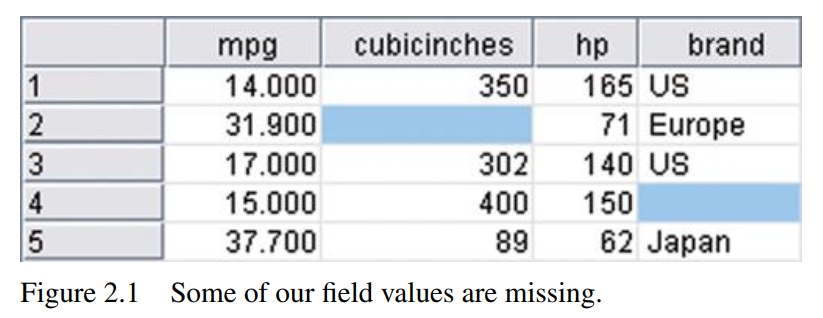 mpg cubicinches hp brand
1 14.000 350 165 US
2 31.900 71 Europe
3 17.000 302 140 US
4 15.000 400 150
5 37.700 89 62 Japan
Figure 2.1 Some of our field values are missing.